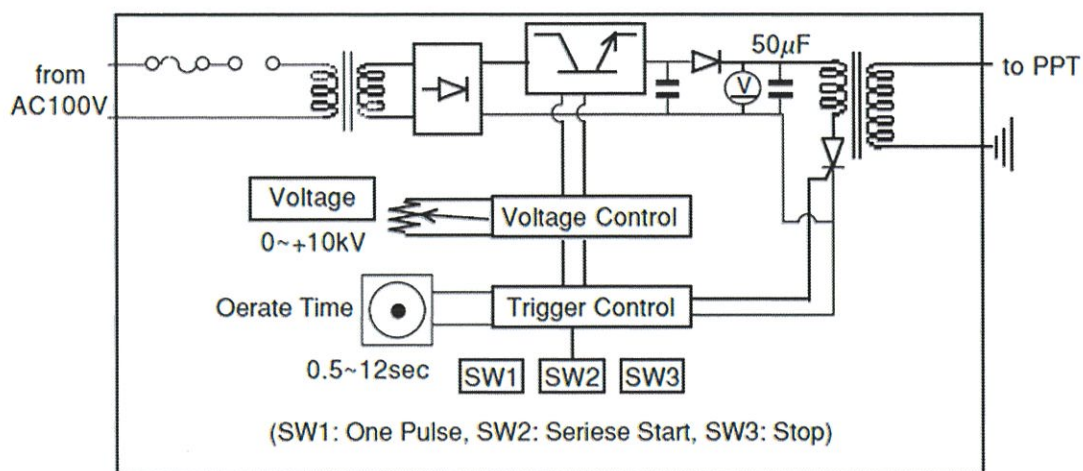 50μF
from
AC100V
to PPT
V
Voltage
0~+10kV
Voltage Control
Oerate Time
0.5~12sec
Trigger Control
SW1 SW2 SW3
(SW1: One Pulse, SW2: Seriese Start, SW3: Stop)